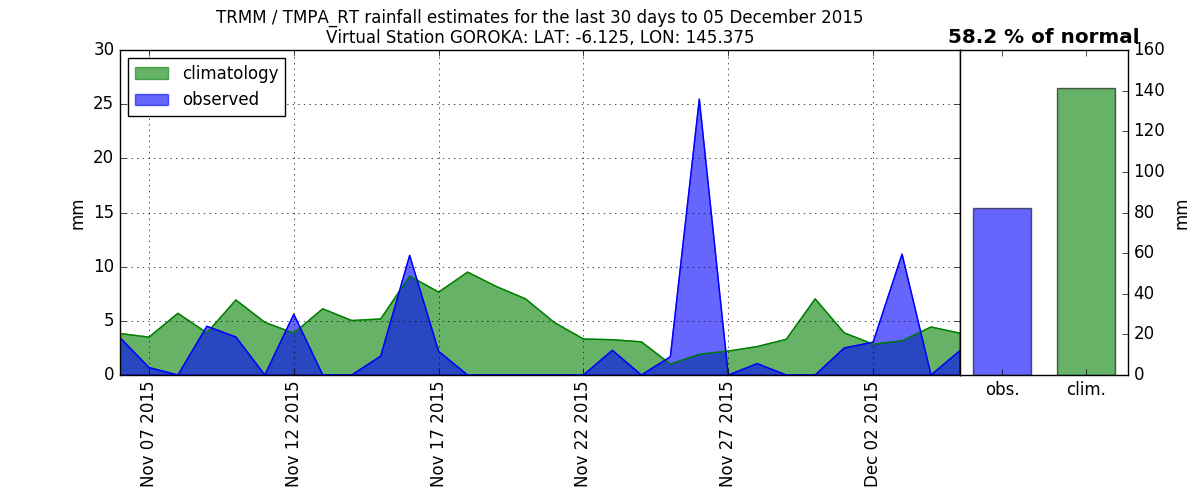 TRMM / TMPA_RT rainfall estimates for the last 30 days to 05 December 2015
Virtual Station GOROKA: LAT: -6.125, LON: 145.375
58.2 % of normal
climatology
observed
30
25
20
15
10
5
0
mm
Nov 07 2015
Nov 12 2015
Nov 17 2015
Nov 22 2015
Nov 27 2015
Dec 02 2015
obs.
clim.
160
140
120
100
80
60
40
20
0
mm